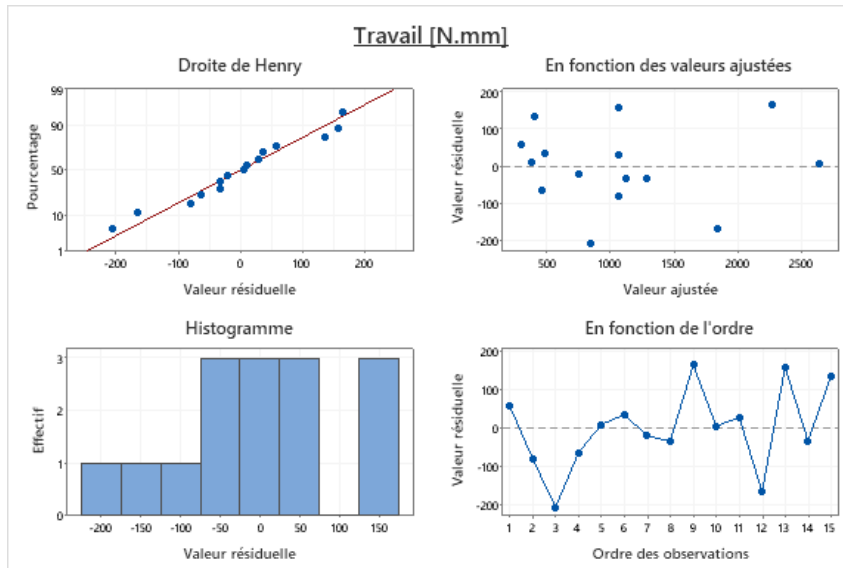 Travail [N.mm]
Droite de Henry
99
90
50
10
1
Pourcentage
-200 -100 0 100 200
Valeur résiduelle
En fonction des valeurs ajustées
200
100
0
-100
-200
Valeur résiduelle
500 1000 1500 2000 2500
Valeur ajustée
Histogramme
3
2
1
0
Effectif
-200 -150 -100 -50 0 50 100 150
Valeur résiduelle
En fonction de l'ordre
200
100
0
-100
-200
Valeur résiduelle
1 2 3 4 5 6 7 8 9 10 11 12 13 14 15
Ordre des observations